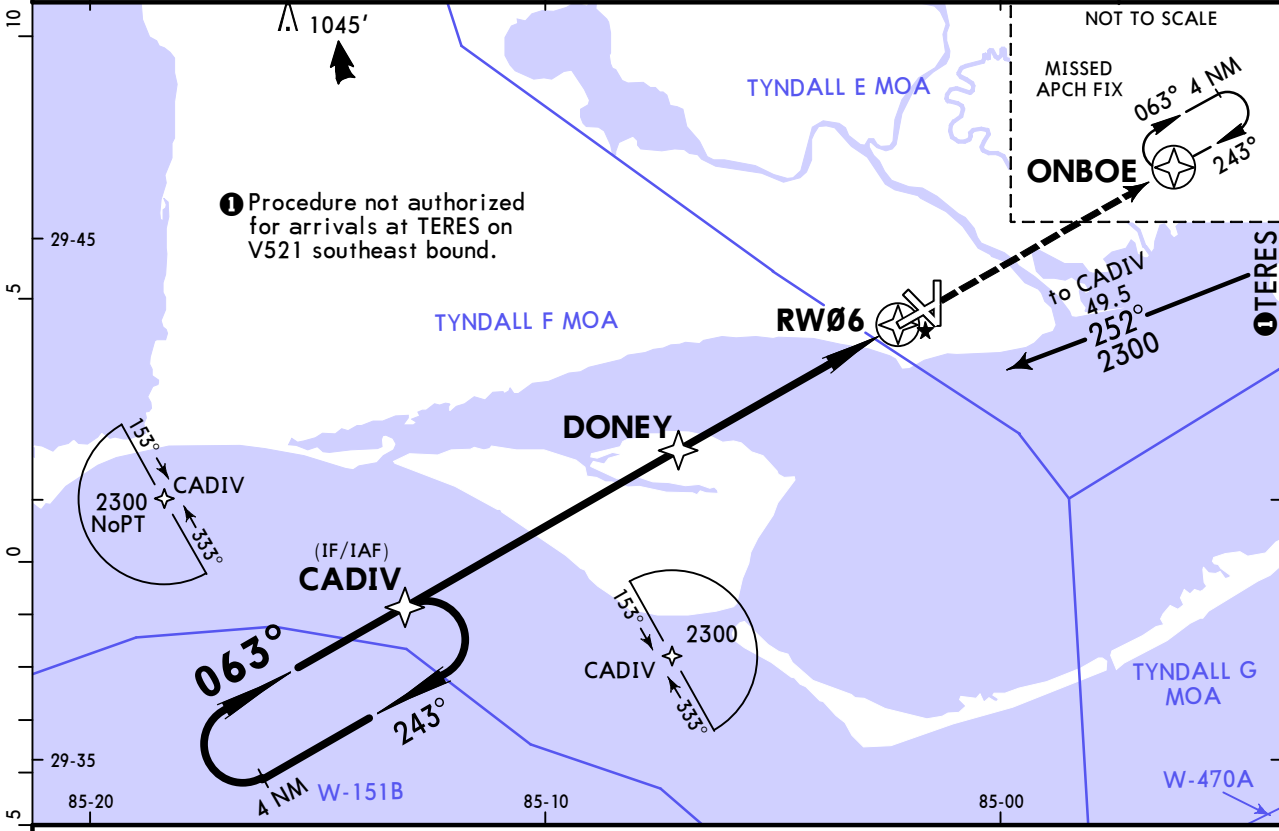 10
1045'
NOT TO SCALE
MISSED
APCH FIX
063° 4 NM
243°
ONBOE
TYNDALL E MOA
❶ Procedure not authorized
for arrivals at TERES on
V521 southeast bound.
29-45
5
to CADIV
49.5
252°
2300
❶TERES
RWØ6
TYNDALL F MOA
DONEY
153°
CADIV
2300
NoPT
333°
0
(IF/IAF)
CADIV
153°
2300
CADIV
333°
063°
243°
4 NM
TYNDALL G
MOA
29-35
W-151B
W-470A
5
85-20
85-10
85-00